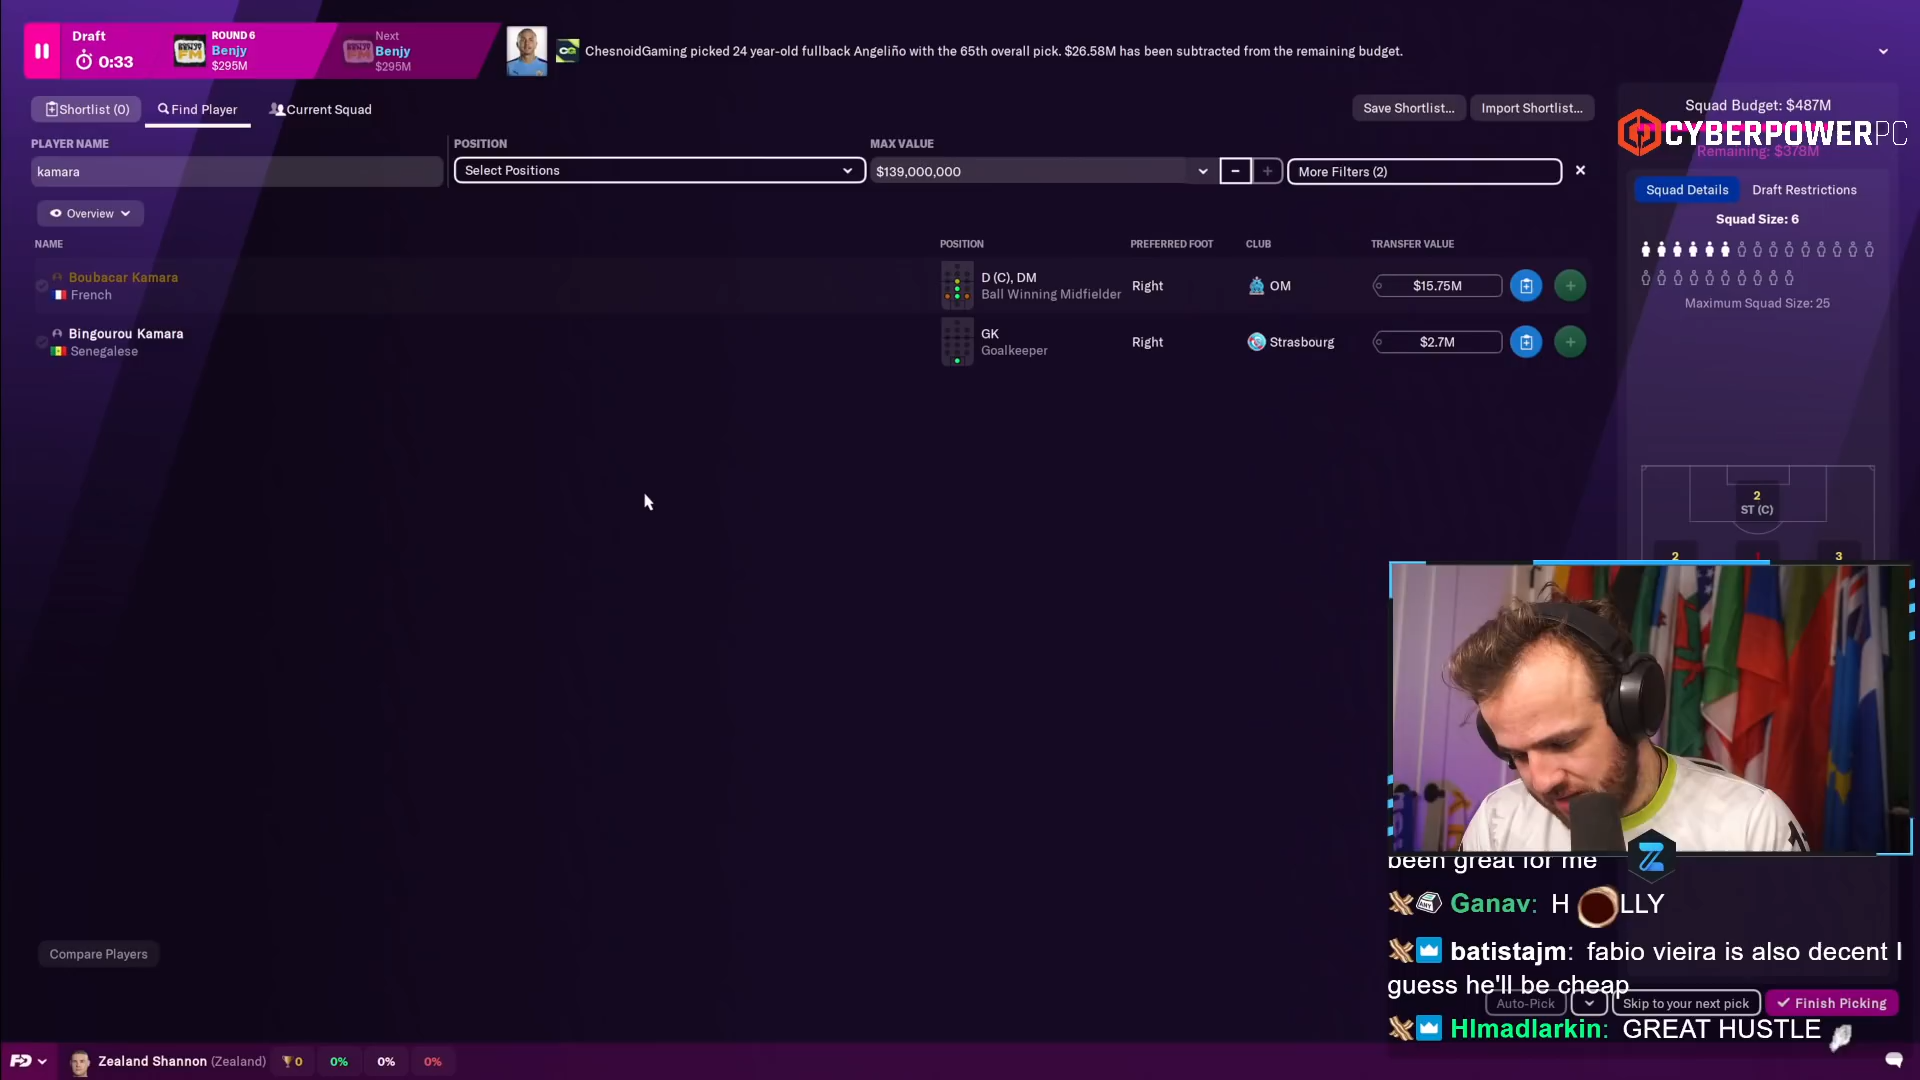 Draft
0:33
ROUND 6
Benjy
$295M
Next
Benjy
$295M
ChesnoidGaming picked 24 year-old fullback Angeliño with the 65th overall pick. $26.58M has been subtracted from the remaining budget.
Shortlist (0)
Find Player
Current Squad
Save Shortlist...
Import Shortlist...
PLAYER NAME
POSITION
MAX VALUE
kamara
Select Positions
$139,000,000
More Filters (2)
Overview
NAME
POSITION
PREFERRED FOOT
CLUB
TRANSFER VALUE
Boubacar Kamara
French
D (C), DM
Ball Winning Midfielder
Right
OM
$15.75M
Bingourou Kamara
Senegalese
GK
Goalkeeper
Right
Strasbourg
$2.7M
Squad Budget: $487M
CYBERPOWERPC
Remaining: $378M
Squad Details
Draft Restrictions
Squad Size: 6
Maximum Squad Size: 25
2
ST (C)
2
1
3
been great for me
Ganav: H LLY
batistajm: fabio vieira is also decent I
guess he'll be cheap
HImadlarkin: GREAT HUSTLE
Compare Players
Auto-Pick
Skip to your next pick
Finish Picking
FD
Zealand Shannon (Zealand)
0
0%
0%
0%